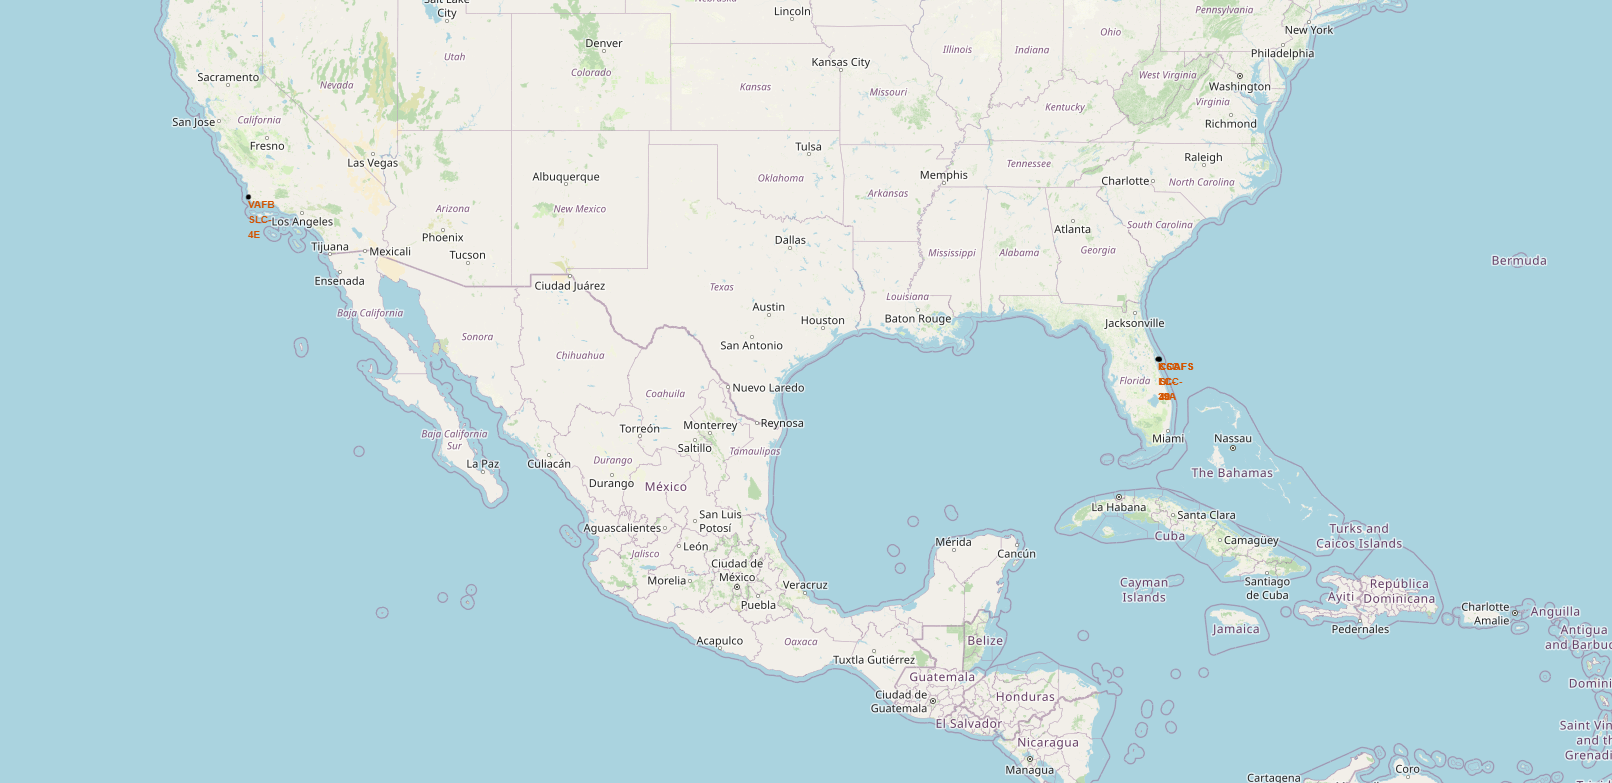 Lincoln
New York
Pennsylvania
City
Denver
Illinois
Indiana
Ohio
Philadelphia
Utah
Kansas City
Sacramento
Nevada
Colorado
Kansas
Missouri
West Virginia
Washington
Virginia
Kentucky
San Jose
California
Richmond
Fresno
Las Vegas
Tulsa
Tennessee
Raleigh
Albuquerque
Oklahoma
Memphis
Arkansas
Charlotte
North Carolina
VAFB
SLC-
4E
Los Angeles
Arizona
New Mexico
Phoenix
Tucson
Dallas
Atlanta
South Carolina
Mississippi
Alabama
Georgia
Tijuana
Mexicali
Ensenada
Ciudad Juárez
Texas
Louisiana
Bermuda
Baja California
Austin
Houston
Baton Rouge
Jacksonville
Sonora
Chihuahua
San Antonio
Florida
Coahuila
Nuevo Laredo
Reynosa
Baja California
Sur
Torreón
Monterrey
Saltillo
Tamaulipas
Miami
Nassau
La Paz
Culiacán
Durango
Durango
México
The Bahamas
La Habana
Santa Clara
Aguascalientes
San Luis
Potosí
Cuba
Camagüey
Turks and
Caicos Islands
Jalisco
León
Mérida
Cancún
Morelia
Ciudad de
México
Veracruz
Puebla
Cayman
Islands
Santiago
de Cuba
Ayiti
República
Dominicana
Charlotte
Amalie
Anguilla
Jamaica
Pedernales
Antigua
Acapulco
Oaxaca
Tuxtla Gutiérrez
Belize
Guatemala
Ciudad de
Guatemala
Honduras
El Salvador
Nicaragua
Managua
Coro
Cartagena